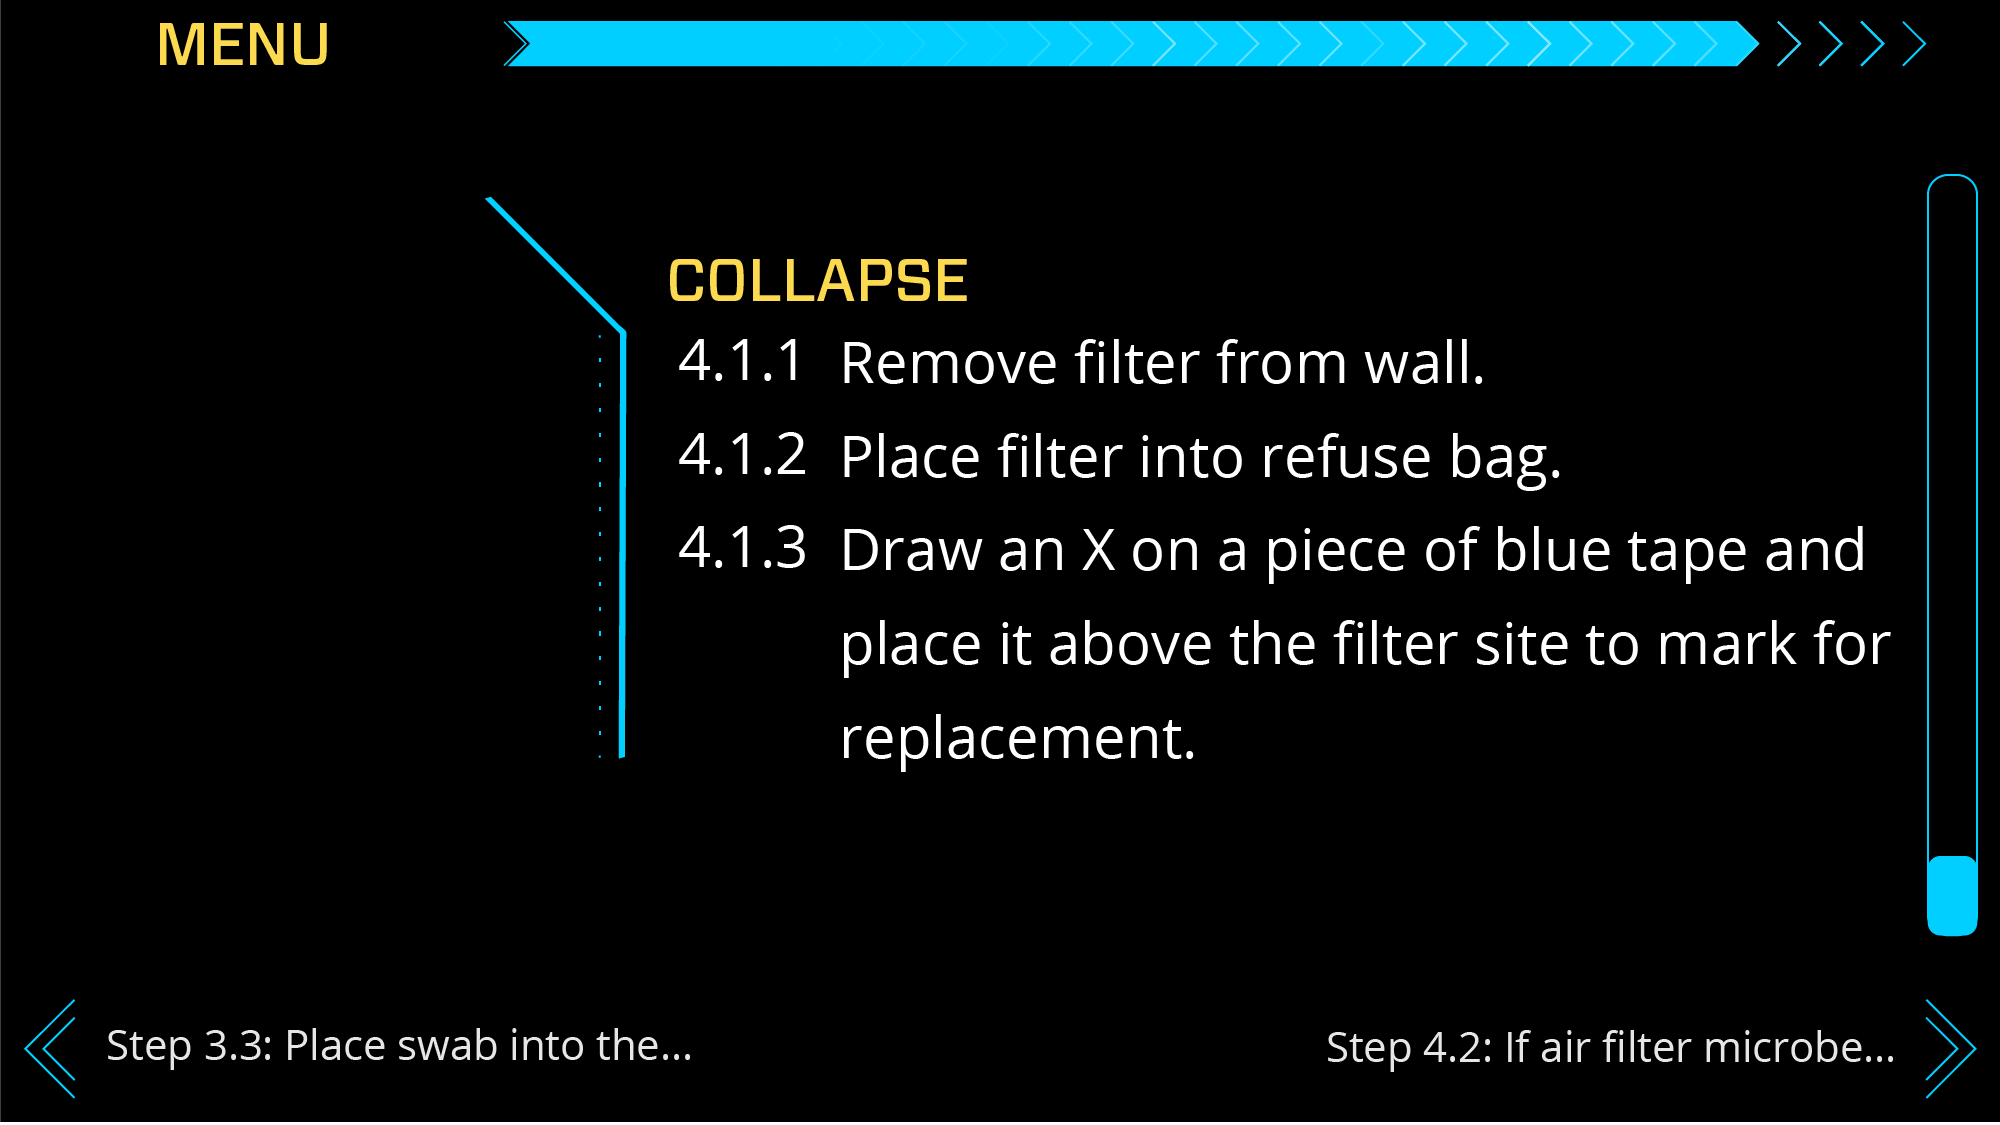 MENU
COLLAPSE
4.1.1 Remove filter from wall.
4.1.2 Place filter into refuse bag.
4.1.3 Draw an X on a piece of blue tape and
place it above the filter site to mark for
replacement.
Step 3.3: Place swab into the...
Step 4.2: If air filter microbe...